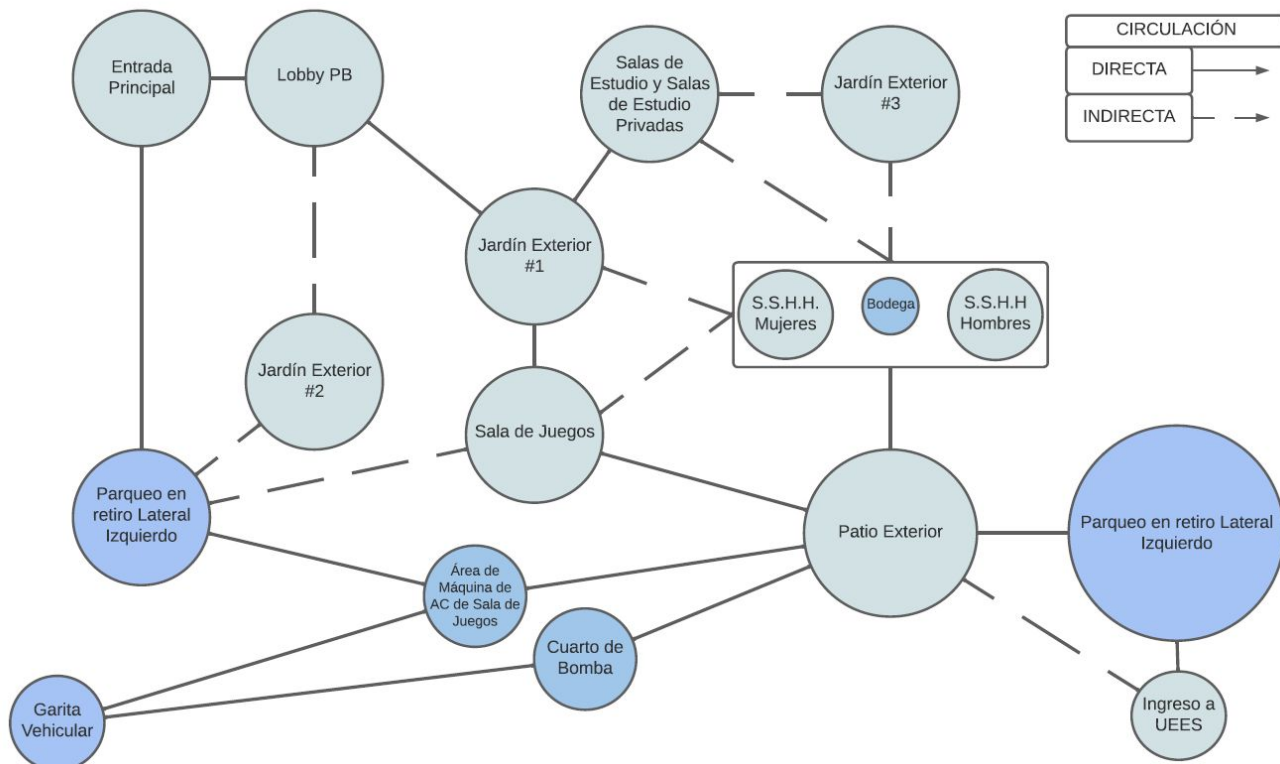 Entrada
Principal
Lobby PB
Salas de
Estudio y Salas
de Estudio
Privadas
Jardín Exterior
#3
CIRCULACIÓN
DIRECTA
INDIRECTA
Jardín Exterior
#1
S.S.H.H.
Mujeres
Bodega
S.S.H.H
Hombres
Jardín Exterior
#2
Sala de Juegos
Parqueo en
retiro Lateral
Izquierdo
Patio Exterior
Parqueo en retiro Lateral
Izquierdo
Área de
Máquina de
AC de Sala de
Juegos
Cuarto de
Bomba
Garita
Vehicular
Ingreso a
UEES